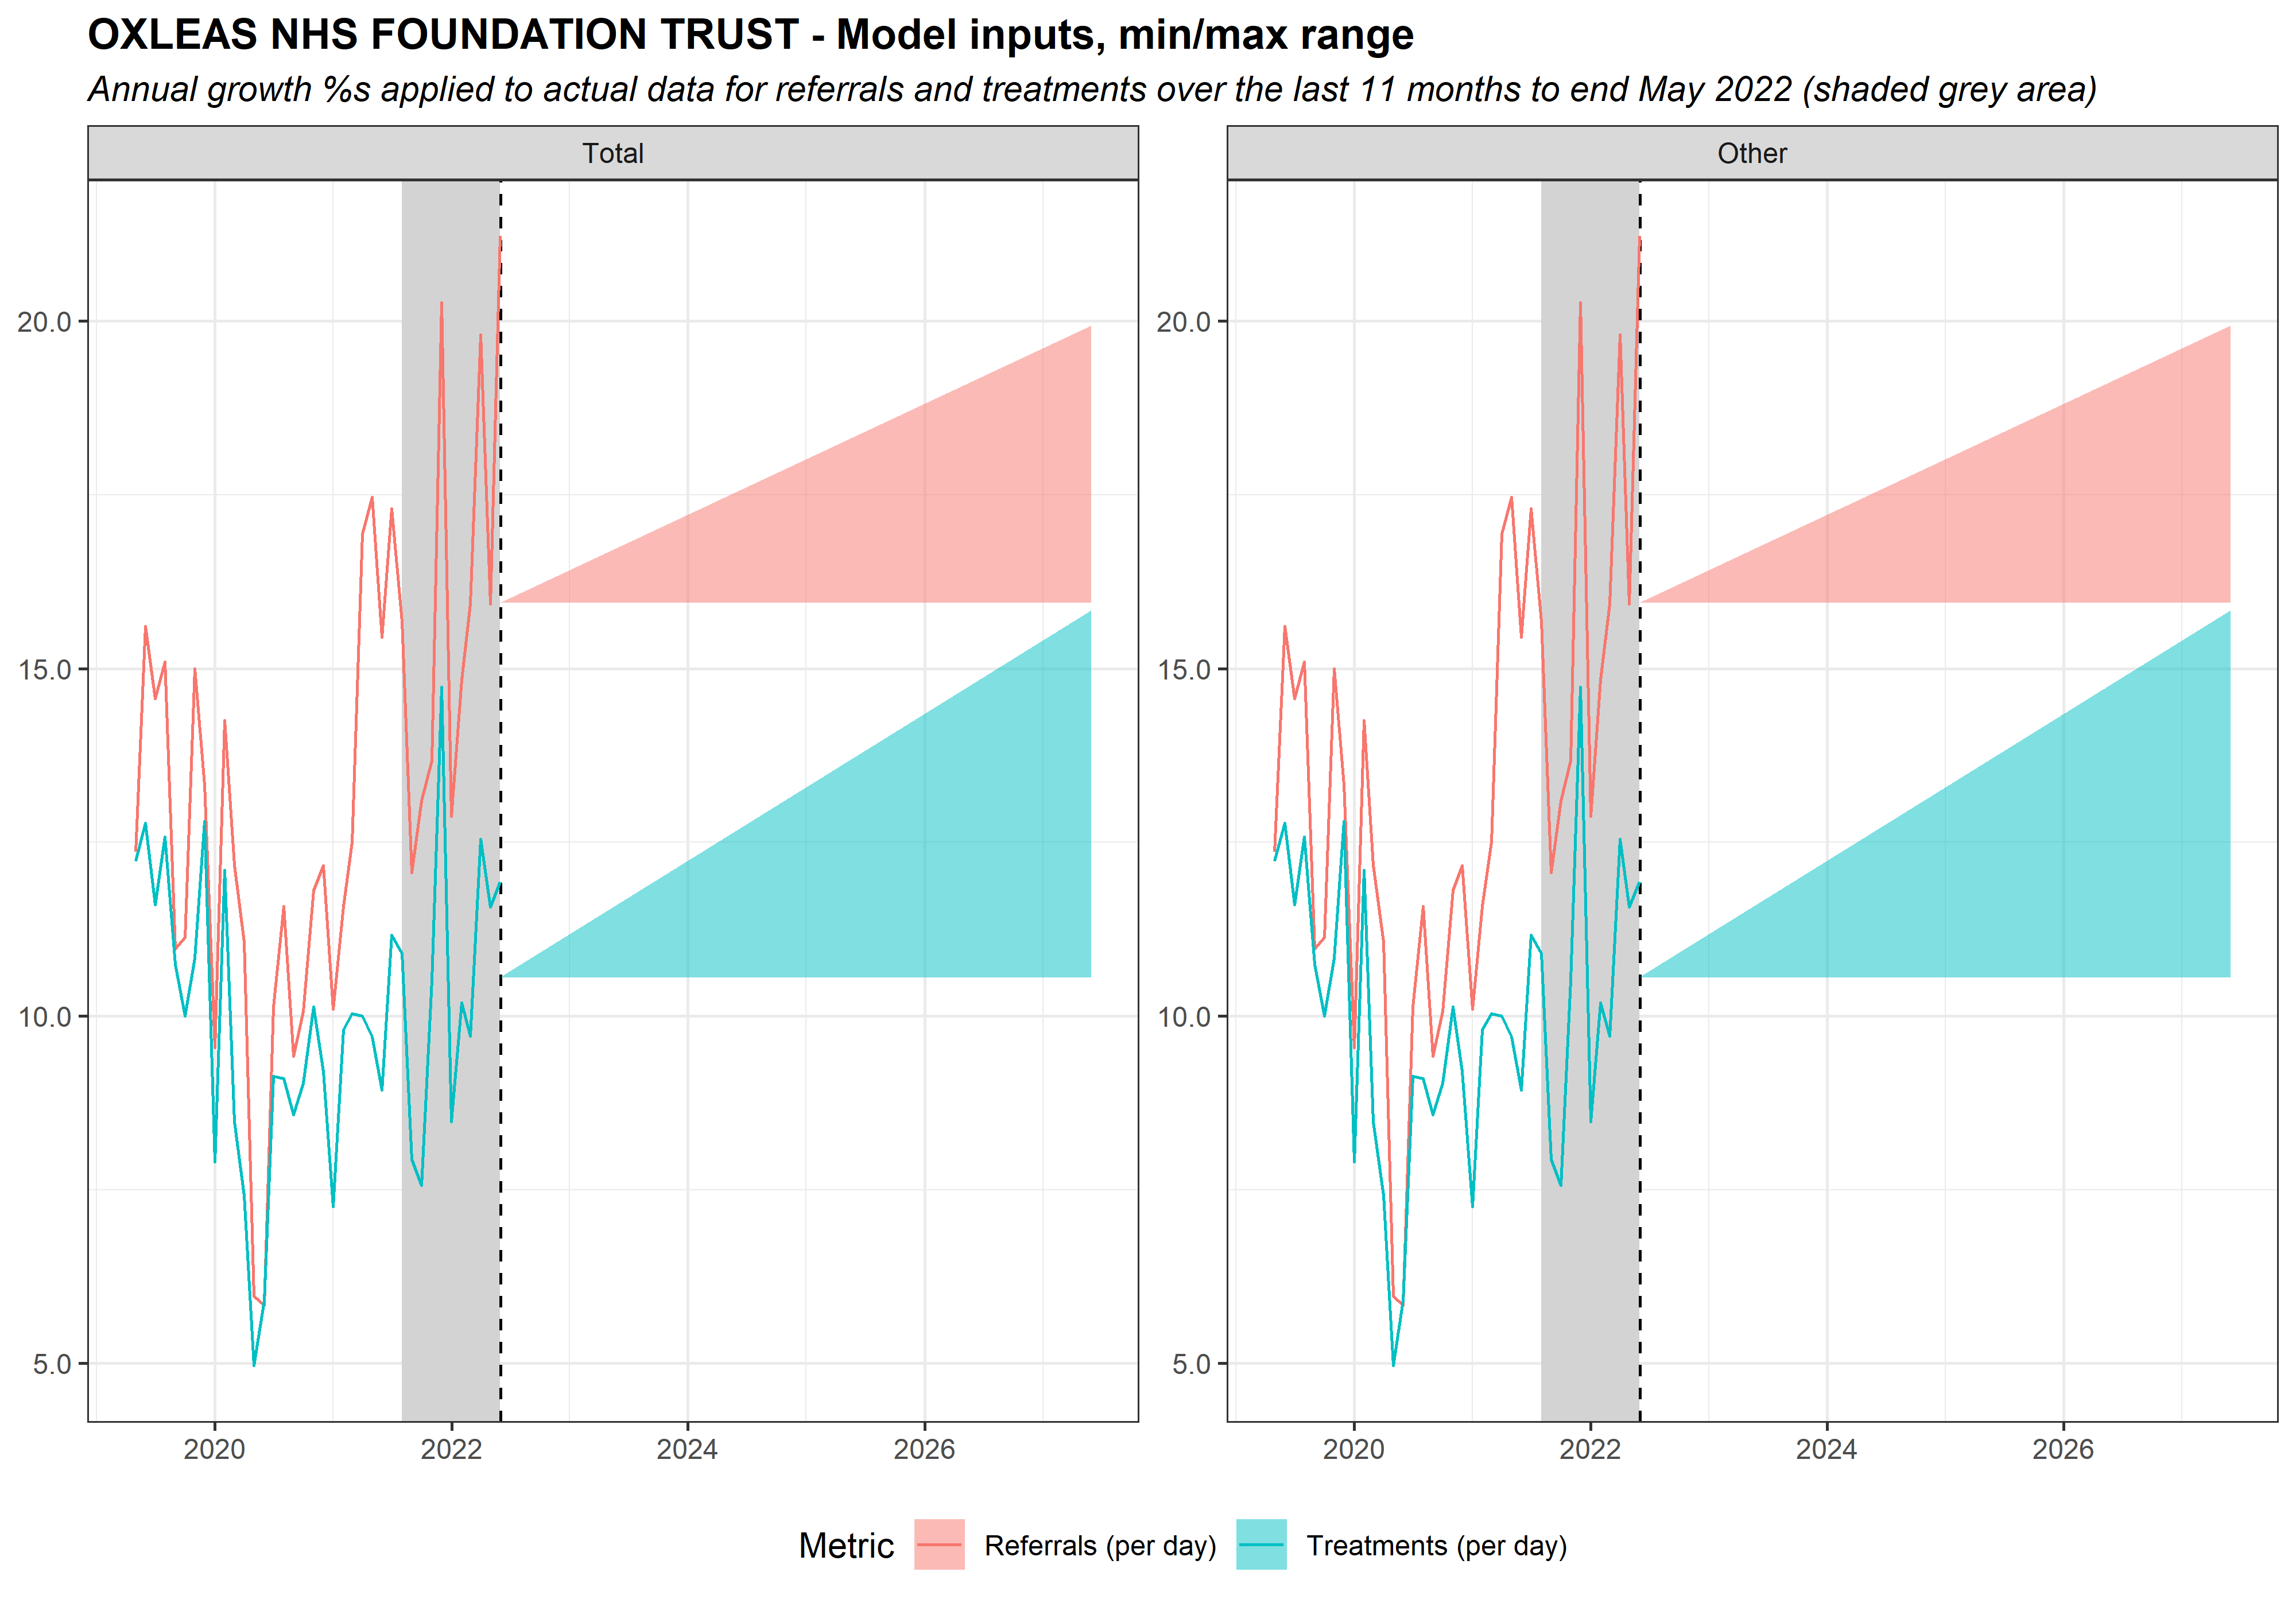 OXLEAS NHS FOUNDATION TRUST - Model inputs, min/max range
Annual growth %s applied to actual data for referrals and treatments over the last 11 months to end May 2022 (shaded grey area)
Total
Other
20.0
15.0
10.0
5.0
20.0
15.0
10.0
5.0
2020 2022 2024 2026
2020 2022 2024 2026
Metric Referrals (per day) Treatments (per day)